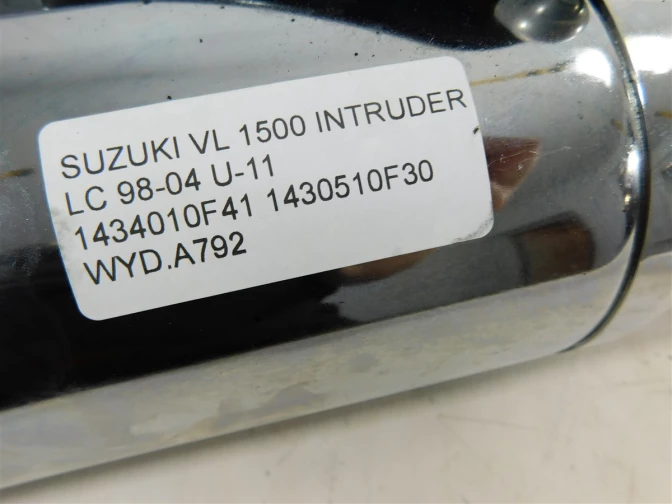 SUZUKI VL 1500 INTRUDER
LC 98-04 U-11
1434010F41 1430510F30
WYD.A792